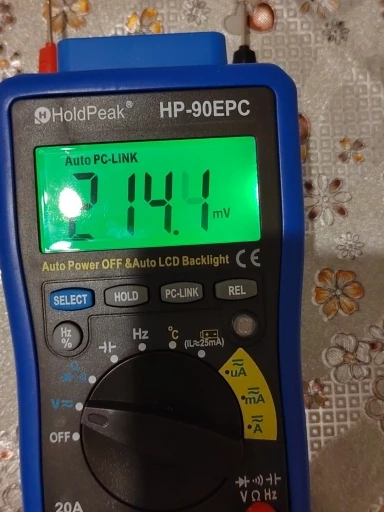 HoldPeak® HP-90EPC
Auto PC-LINK
214.1 mV
Auto Power OFF &Auto LCD Backlight CE
SELECT HOLD PC-LINK REL
Hz
%
Hz °C (IL≈25mA)
μA
mA
A
V
OFF
20A
V Ω Hz